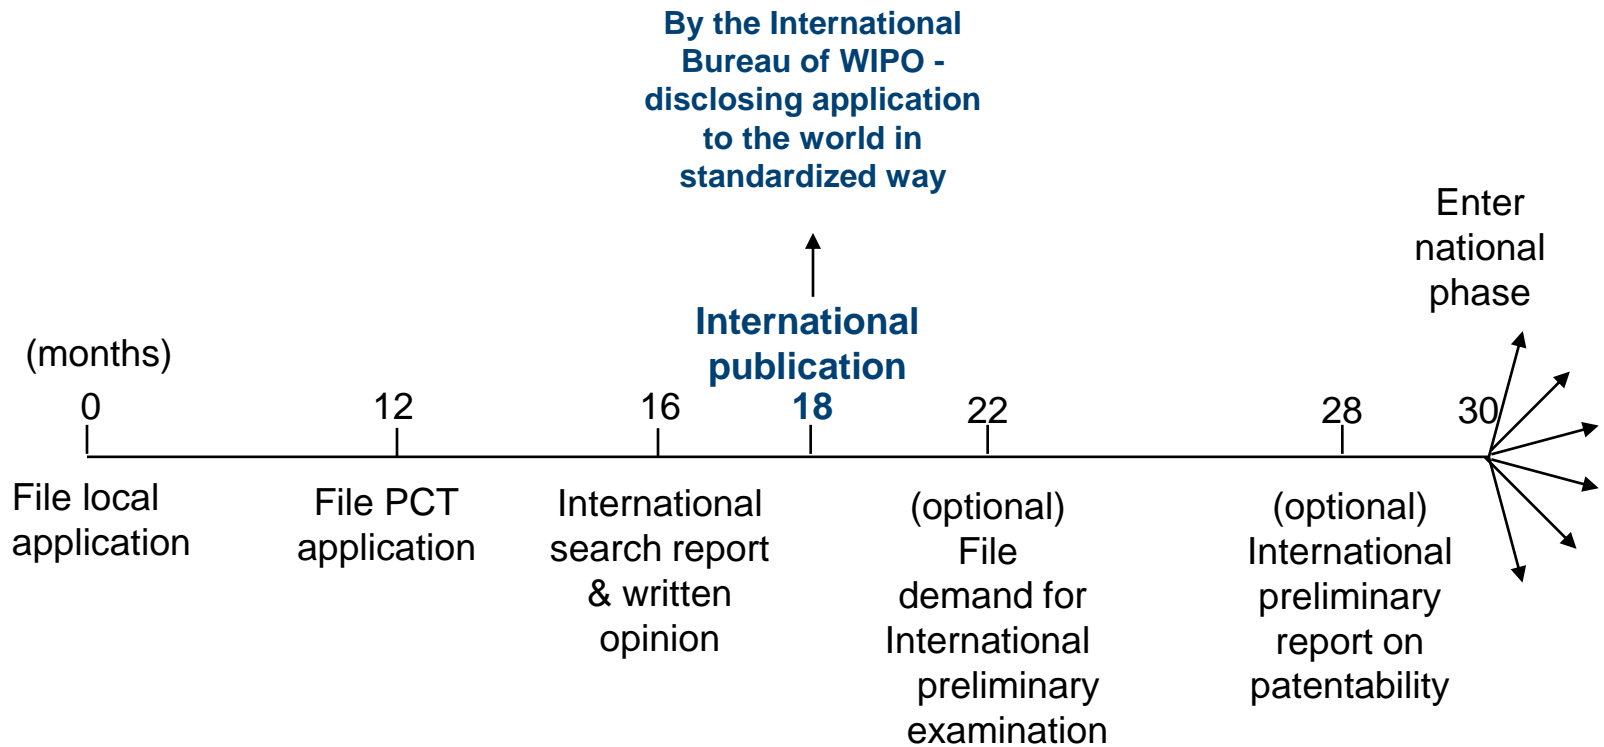 By the International
Bureau of WIPO -
disclosing application
to the world in
standardized way
Enter
national
phase
International
publication
(months)
0
12
16
18
22
28
30
File local
application
File PCT
application
International
search report
& written
opinion
(optional)
File
demand for
International
preliminary
examination
(optional)
International
preliminary
report on
patentability